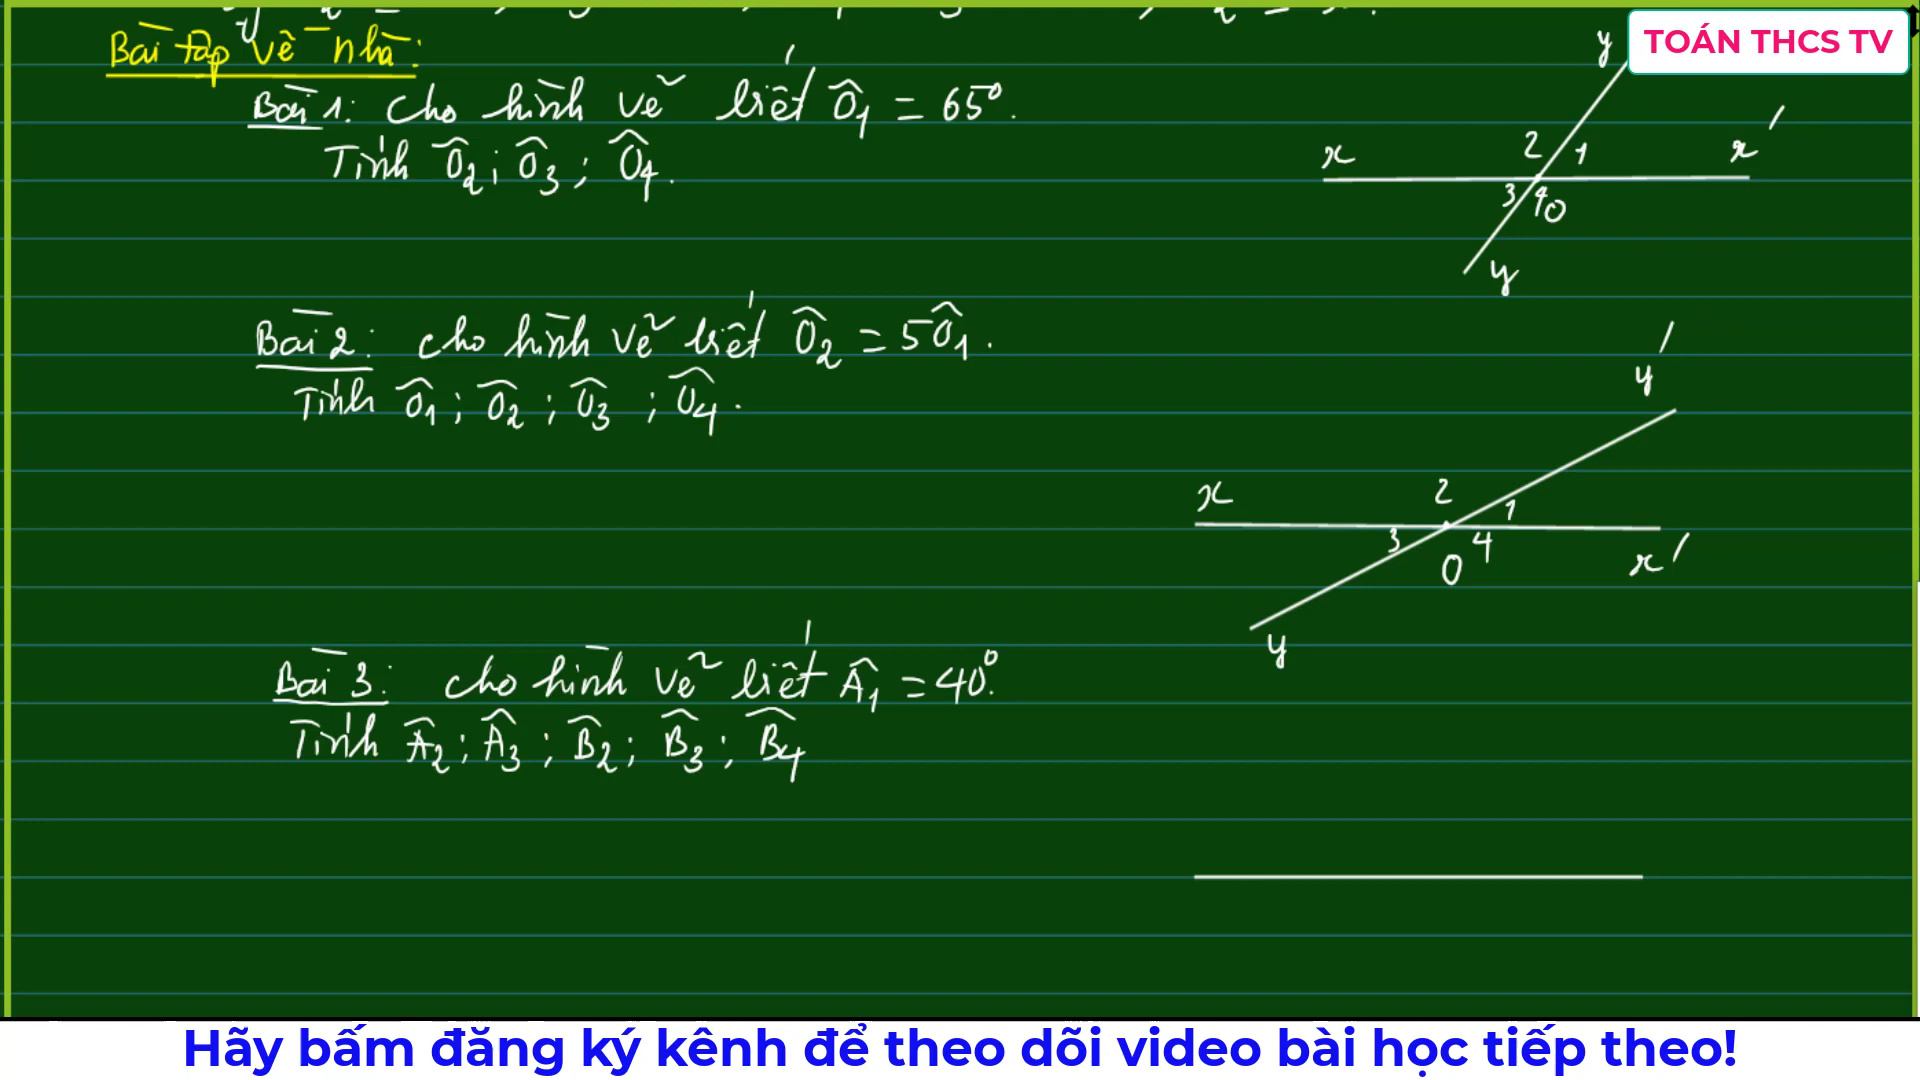 TOÁN THCS TV
Bài tập về nhà:
Bài 1: Cho hình vẽ biết Ô1 = 65°.
Tính Ô2; Ô3; Ô4.
y
x 2 1 x'
3 4 O
y
Bài 2: Cho hình vẽ biết Ô2 = 5Ô1.
Tính Ô1; Ô2; Ô3; Ô4.
y'
x 2 1
3 4 x'
O
y
Bài 3: Cho hình vẽ biết Â1 = 40°.
Tính Â2; Â3; B̂2; B̂3; B̂4
Hãy bấm đăng ký kênh để theo dõi video bài học tiếp theo!